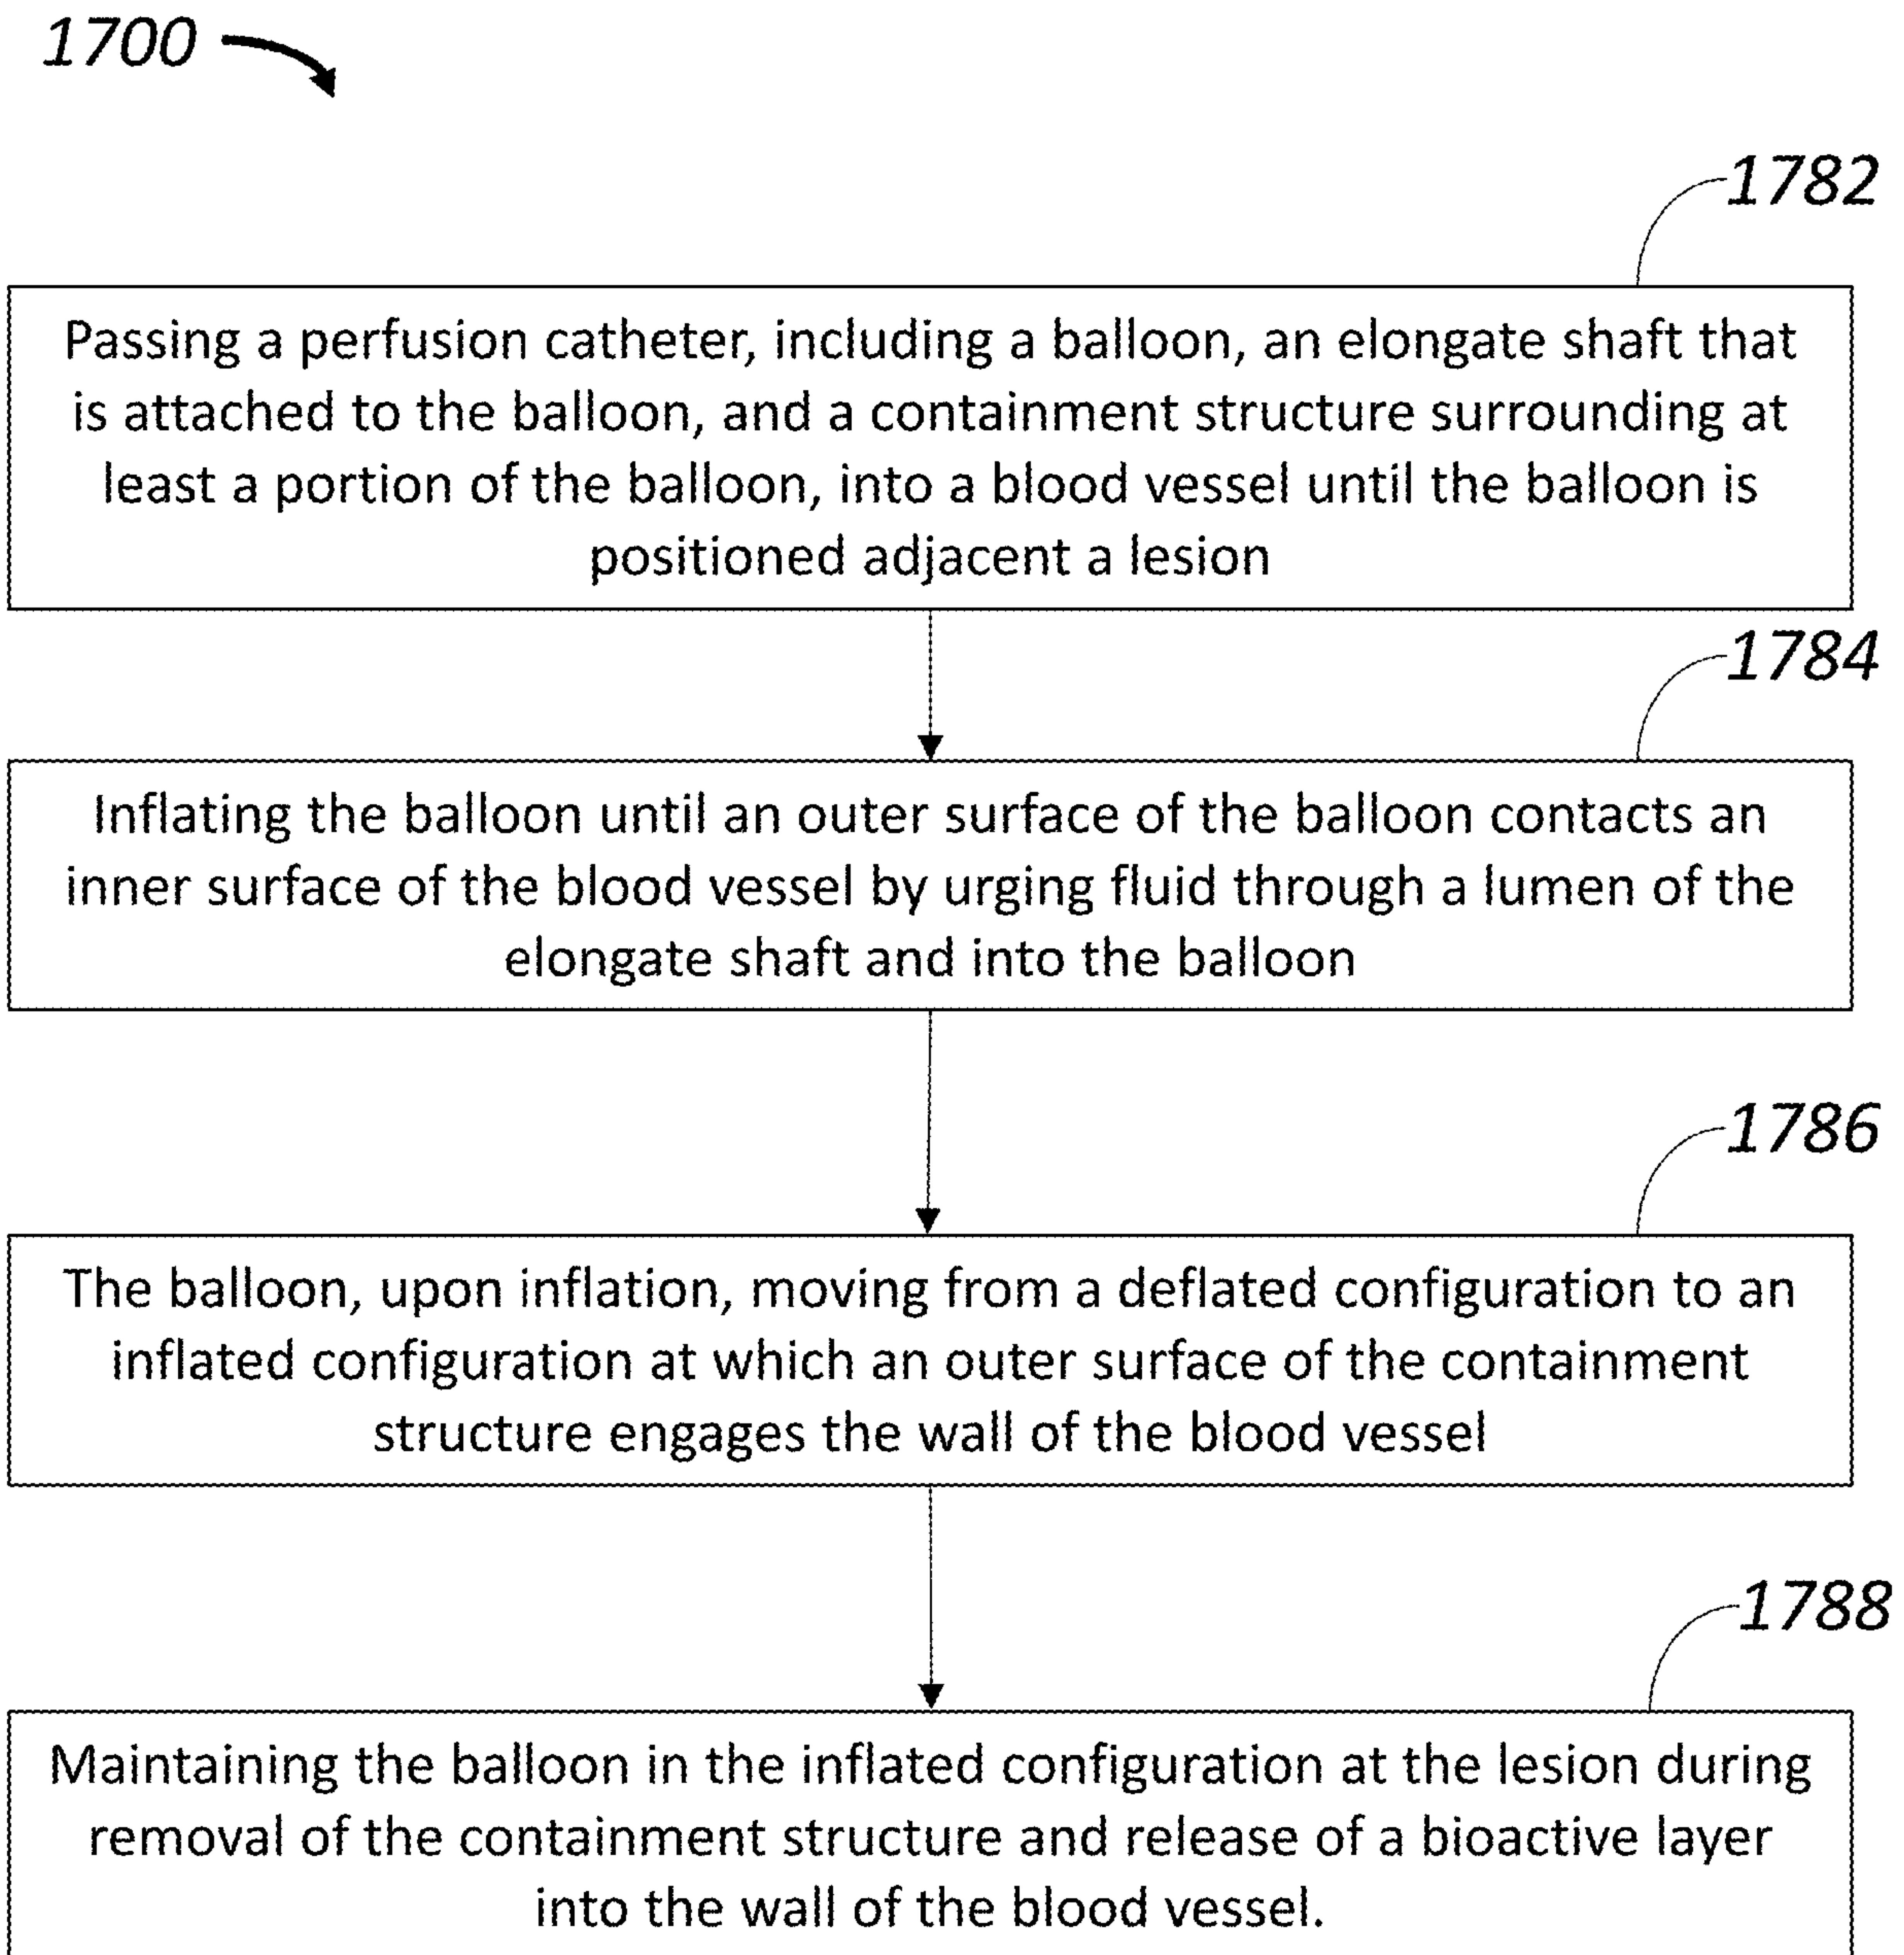 1700
1782
Passing a perfusion catheter, including a balloon, an elongate shaft that
is attached to the balloon, and a containment structure surrounding at
least a portion of the balloon, into a blood vessel until the balloon is
positioned adjacent a lesion
1784
Inflating the balloon until an outer surface of the balloon contacts an
inner surface of the blood vessel by urging fluid through a lumen of the
elongate shaft and into the balloon
1786
The balloon, upon inflation, moving from a deflated configuration to an
inflated configuration at which an outer surface of the containment
structure engages the wall of the blood vessel
1788
Maintaining the balloon in the inflated configuration at the lesion during
removal of the containment structure and release of a bioactive layer
into the wall of the blood vessel.